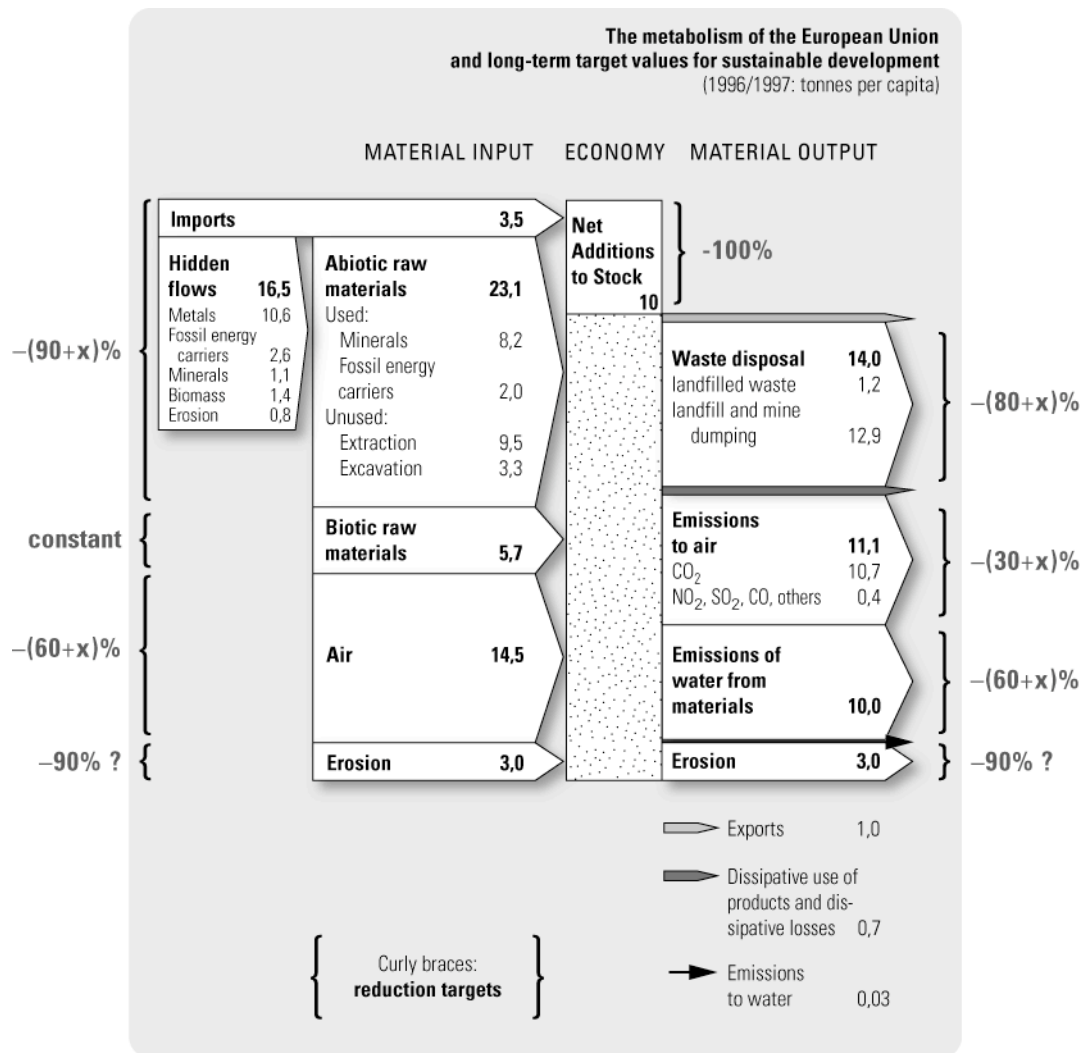 The metabolism of the European Union
and long-term target values for sustainable development
(1996/1997: tonnes per capita)
MATERIAL INPUT ECONOMY MATERIAL OUTPUT
Imports 3,5
Hidden
flows 16,5
Metals 10,6
Fossil energy
carriers 2,6
Minerals 1,1
Biomass 1,4
Erosion 0,8
Abiotic raw
materials 23,1
Used:
Minerals 8,2
Fossil energy
carriers 2,0
Unused:
Extraction 9,5
Excavation 3,3
Biotic raw
materials 5,7
Air 14,5
Erosion 3,0
–(90+x)%
constant
–(60+x)%
–90% ?
Net
Additions
to Stock
10
-100%
Waste disposal 14,0
landfilled waste 1,2
landfill and mine
dumping 12,9
Emissions
to air 11,1
CO2 10,7
NO2, SO2, CO, others 0,4
Emissions of
water from
materials 10,0
Erosion 3,0
–(80+x)%
–(30+x)%
–(60+x)%
–90% ?
Exports 1,0
Dissipative use of
products and dis-
sipative losses 0,7
Emissions
to water 0,03
Curly braces:
reduction targets